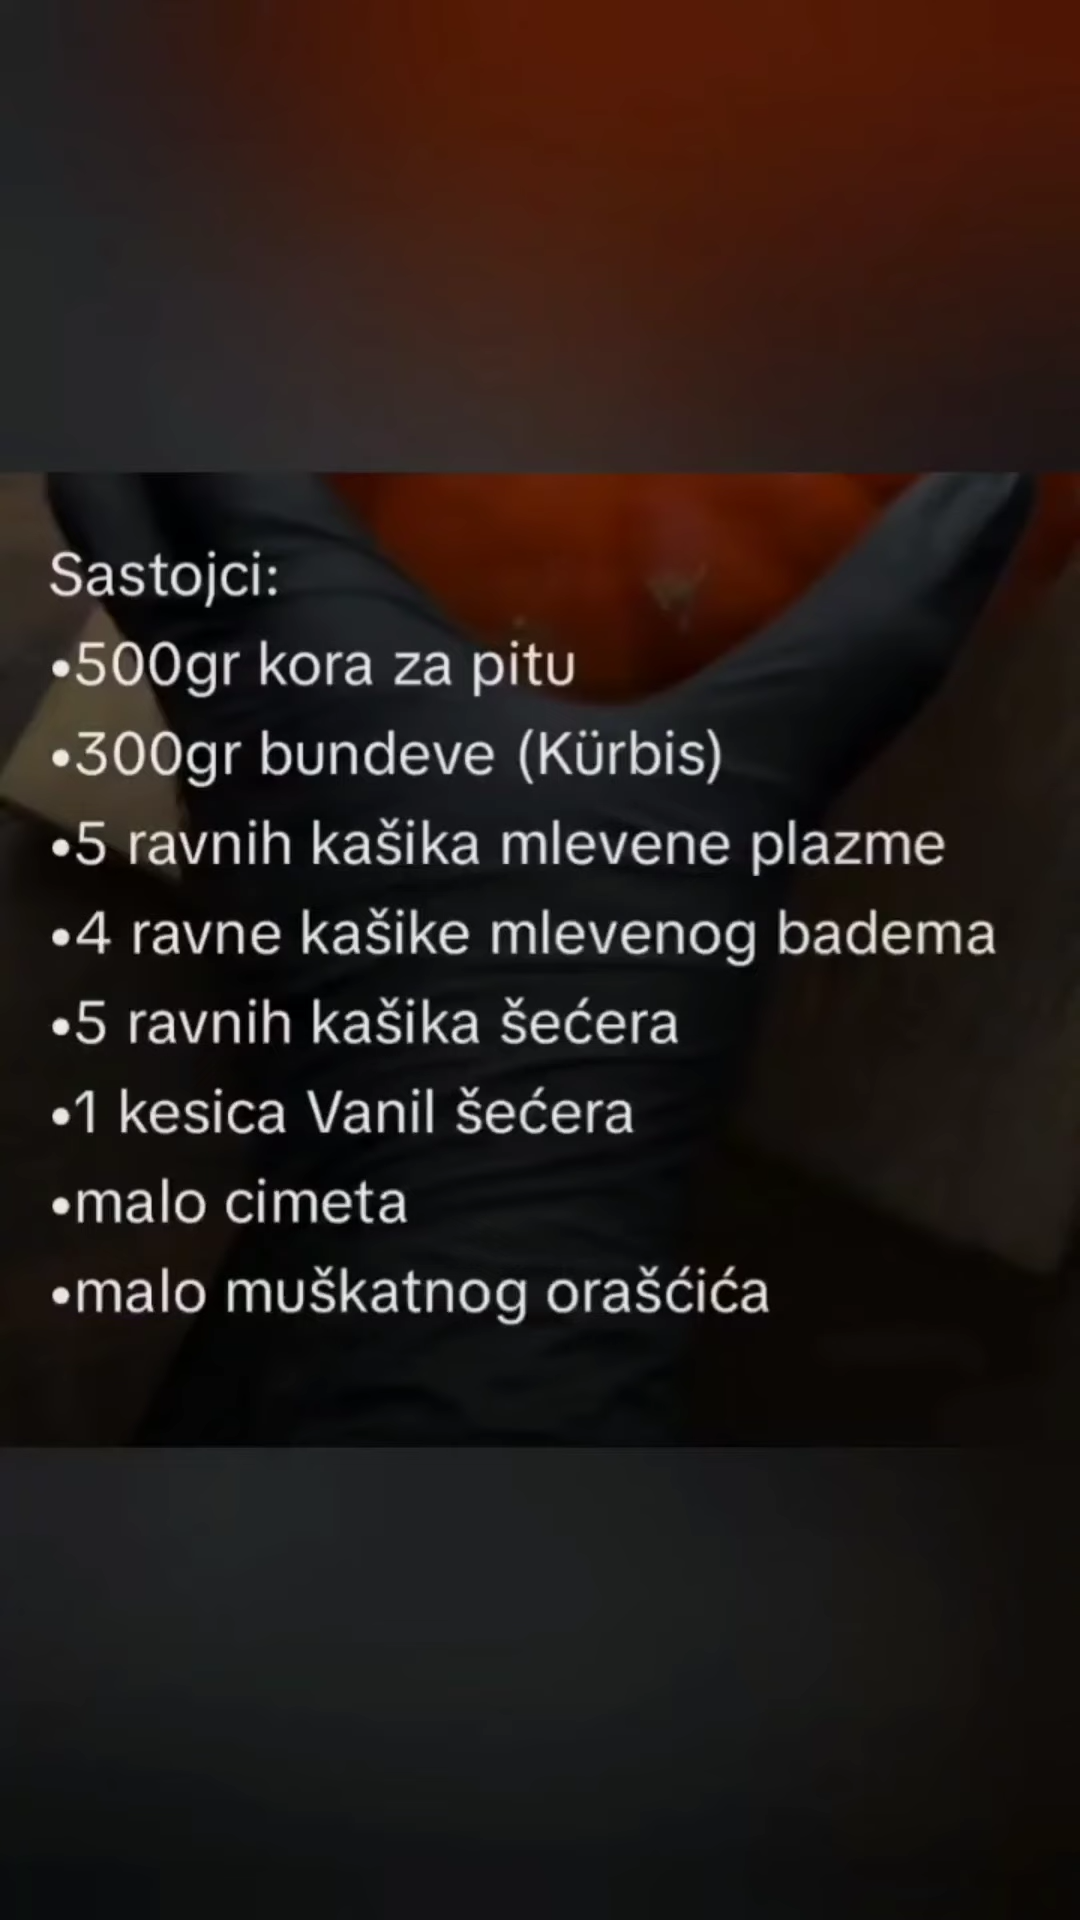 Sastojci:
•500gr kora za pitu
•300gr bundeve (Kürbis)
•5 ravnih kašika mlevene plazme
•4 ravne kašike mlevenog badema
•5 ravnih kašika šećera
•1 kesica Vanil šećera
•malo cimeta
•malo muškatnog orašćića